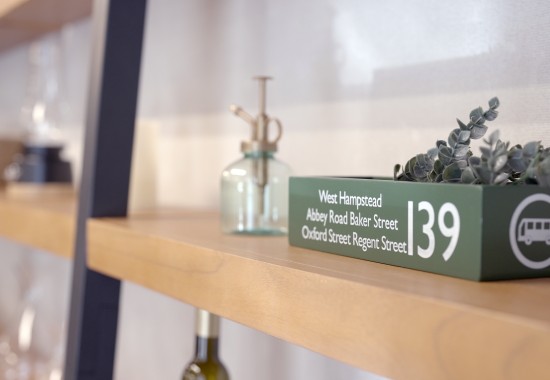 West Hampstead
Abbey Road Baker Street
Oxford Street Regent Street
139